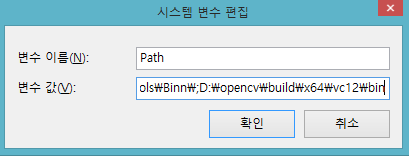 시스템 변수 편집
변수 이름(N): Path
변수 값(V): ols₩Binn₩;D:₩opencv₩build₩x64₩vc12₩bin
확인 취소